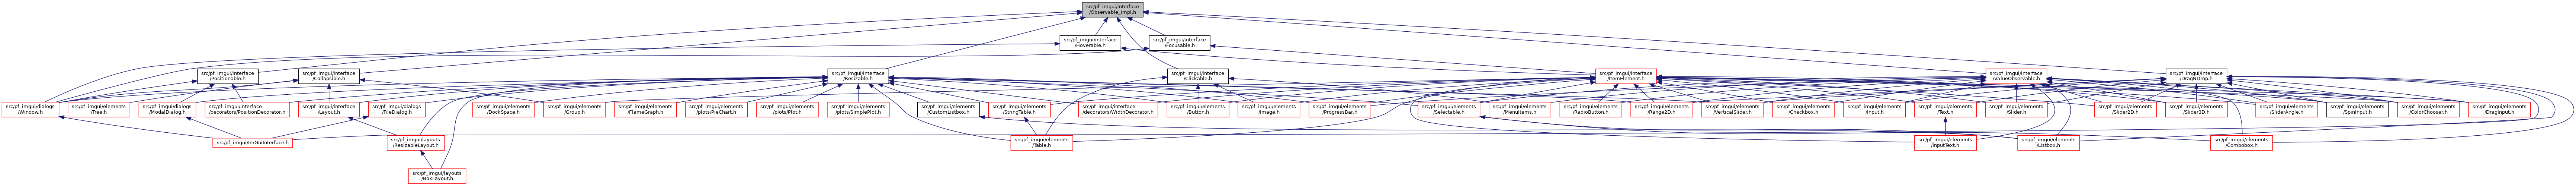 src/pf_imgui/interface
/Observable_impl.h
src/pf_imgui/interface
/Hoverable.h
src/pf_imgui/interface
/Focusable.h
src/pf_imgui/interface
/Positionable.h
src/pf_imgui/interface
/Collapsible.h
src/pf_imgui/interface
/Resizable.h
src/pf_imgui/interface
/Clickable.h
src/pf_imgui/interface
/ItemElement.h
src/pf_imgui/interface
/ValueObservable.h
src/pf_imgui/interface
/DragNDrop.h
src/pf_imgui/dialogs
/Window.h
src/pf_imgui/elements
/Tree.h
src/pf_imgui/dialogs
/ModalDialog.h
src/pf_imgui/interface
/decorators/PositionDecorator.h
src/pf_imgui/interface
/Layout.h
src/pf_imgui/dialogs
/FileDialog.h
src/pf_imgui/elements
/DockSpace.h
src/pf_imgui/elements
/Group.h
src/pf_imgui/elements
/FlameGraph.h
src/pf_imgui/elements
/plots/PieChart.h
src/pf_imgui/elements
/plots/Plot.h
src/pf_imgui/elements
/plots/SimplePlot.h
src/pf_imgui/elements
/CustomListbox.h
src/pf_imgui/elements
/StringTable.h
src/pf_imgui/interface
/decorators/WidthDecorator.h
src/pf_imgui/elements
/Button.h
src/pf_imgui/elements
/Image.h
src/pf_imgui/elements
/ProgressBar.h
src/pf_imgui/elements
/Selectable.h
src/pf_imgui/elements
/MenuItems.h
src/pf_imgui/elements
/RadioButton.h
src/pf_imgui/elements
/Range2D.h
src/pf_imgui/elements
/VerticalSlider.h
src/pf_imgui/elements
/Checkbox.h
src/pf_imgui/elements
/Input.h
src/pf_imgui/elements
/Text.h
src/pf_imgui/elements
/Slider.h
src/pf_imgui/elements
/Slider2D.h
src/pf_imgui/elements
/Slider3D.h
src/pf_imgui/elements
/SliderAngle.h
src/pf_imgui/elements
/SpinInput.h
src/pf_imgui/elements
/ColorChooser.h
src/pf_imgui/elements
/DragInput.h
src/pf_imgui/ImGuiInterface.h
src/pf_imgui/layouts
/ResizableLayout.h
src/pf_imgui/elements
/Table.h
src/pf_imgui/elements
/InputText.h
src/pf_imgui/elements
/Listbox.h
src/pf_imgui/elements
/Combobox.h
src/pf_imgui/layouts
/BoxLayout.h